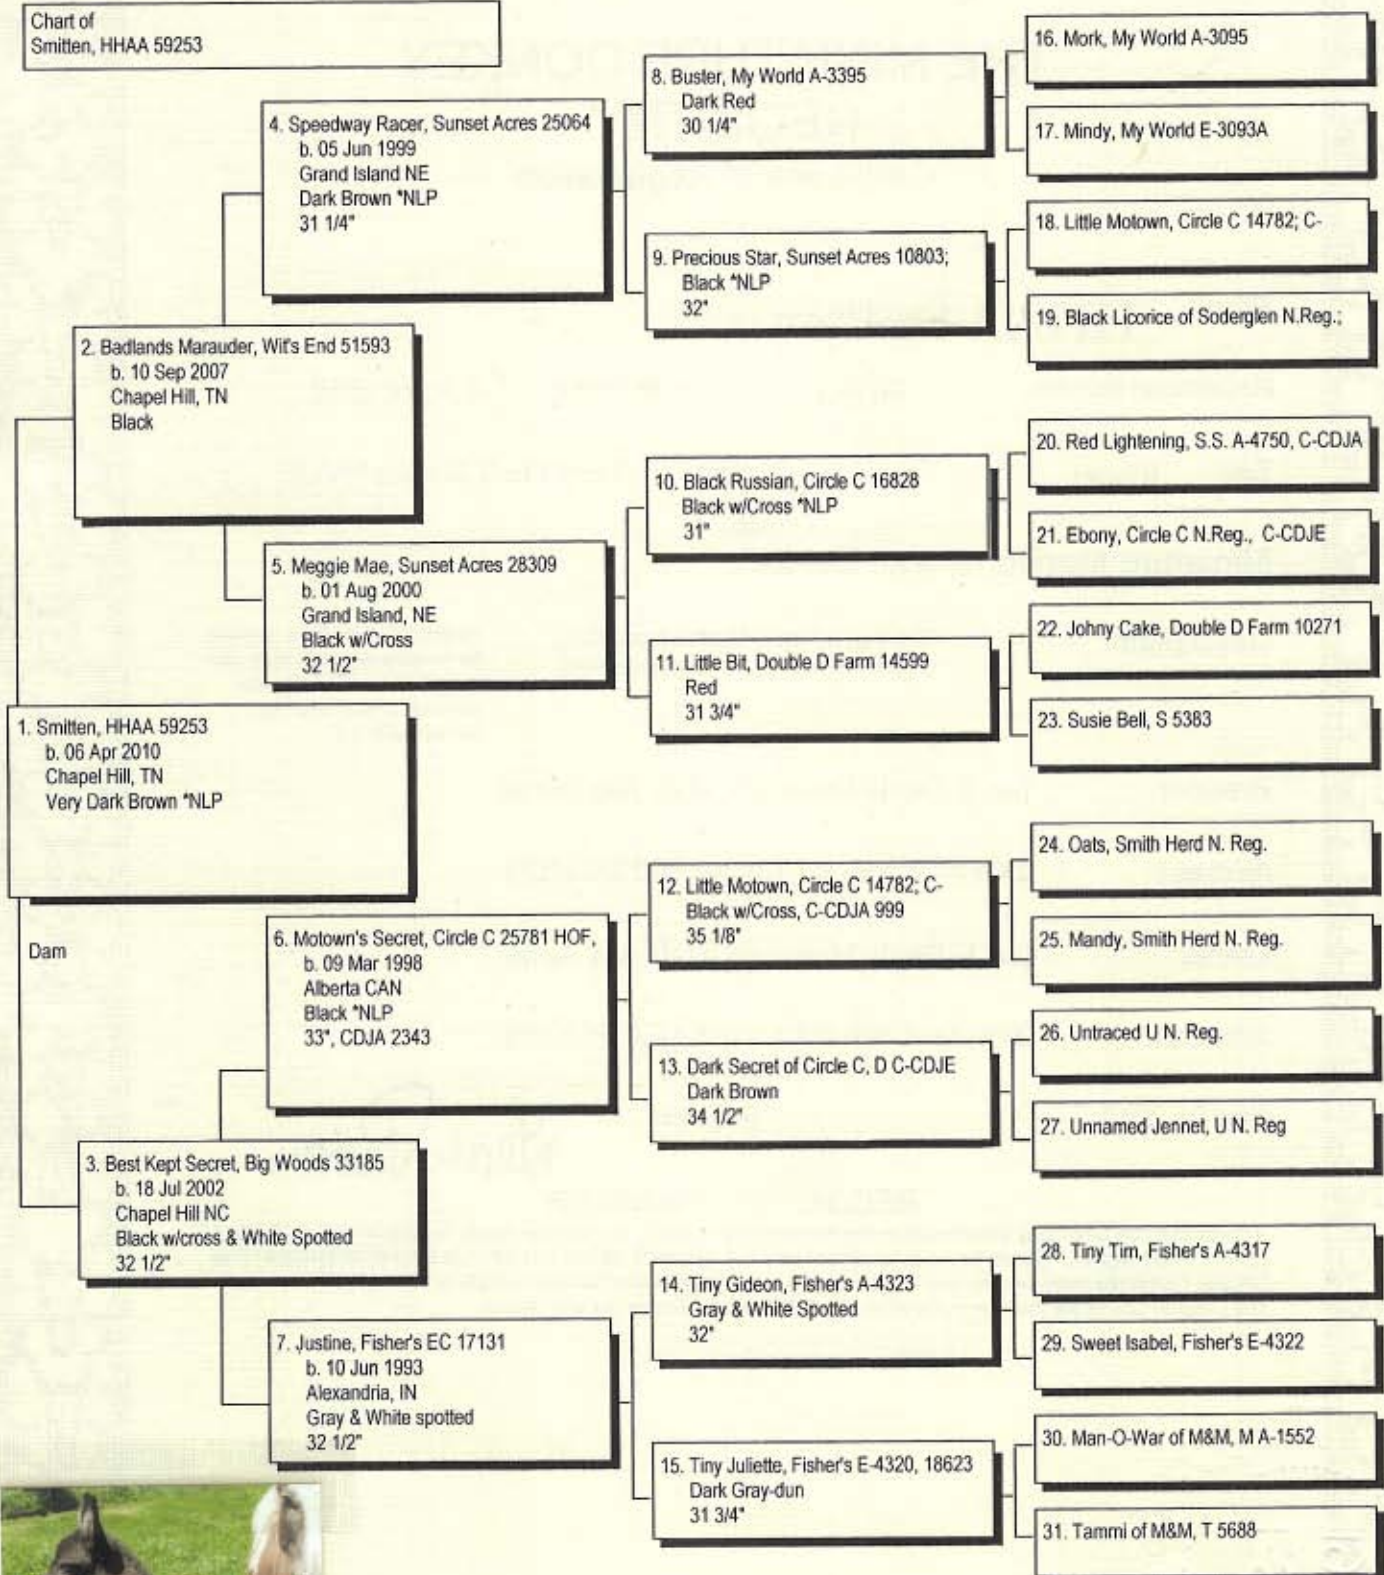 Chart of
Smitten, HHAA 59253
1. Smitten, HHAA 59253
b. 06 Apr 2010
Chapel Hill, TN
Very Dark Brown *NLP
Dam
2. Badlands Marauder, Wit's End 51593
b. 10 Sep 2007
Chapel Hill, TN
Black
3. Best Kept Secret, Big Woods 33185
b. 18 Jul 2002
Chapel Hill NC
Black w/cross & White Spotted
32 1/2"
4. Speedway Racer, Sunset Acres 25064
b. 05 Jun 1999
Grand Island NE
Dark Brown *NLP
31 1/4"
5. Meggie Mae, Sunset Acres 28309
b. 01 Aug 2000
Grand Island, NE
Black w/Cross
32 1/2"
6. Motown's Secret, Circle C 25781 HOF,
b. 09 Mar 1998
Alberta CAN
Black *NLP
33", CDJA 2343
7. Justine, Fisher's EC 17131
b. 10 Jun 1993
Alexandria, IN
Gray & White spotted
32 1/2"
8. Buster, My World A-3395
Dark Red
30 1/4"
9. Precious Star, Sunset Acres 10803;
Black *NLP
32"
10. Black Russian, Circle C 16828
Black w/Cross *NLP
31"
11. Little Bit, Double D Farm 14599
Red
31 3/4"
12. Little Motown, Circle C 14782; C-
Black w/Cross, C-CDJA 999
35 1/8"
13. Dark Secret of Circle C, D C-CDJE
Dark Brown
34 1/2"
14. Tiny Gideon, Fisher's A-4323
Gray & White Spotted
32"
15. Tiny Juliette, Fisher's E-4320, 18623
Dark Gray-dun
31 3/4"
16. Mork, My World A-3095
17. Mindy, My World E-3093A
18. Little Motown, Circle C 14782; C-
19. Black Licorice of Soderglen N.Reg.;
20. Red Lightening, S.S. A-4750, C-CDJA
21. Ebony, Circle C N.Reg., C-CDJE
22. Johny Cake, Double D Farm 10271
23. Susie Bell, S 5383
24. Oats, Smith Herd N. Reg.
25. Mandy, Smith Herd N. Reg.
26. Untraced U N. Reg.
27. Unnamed Jennet, U N. Reg
28. Tiny Tim, Fisher's A-4317
29. Sweet Isabel, Fisher's E-4322
30. Man-O-War of M&M, M A-1552
31. Tammi of M&M, T 5688